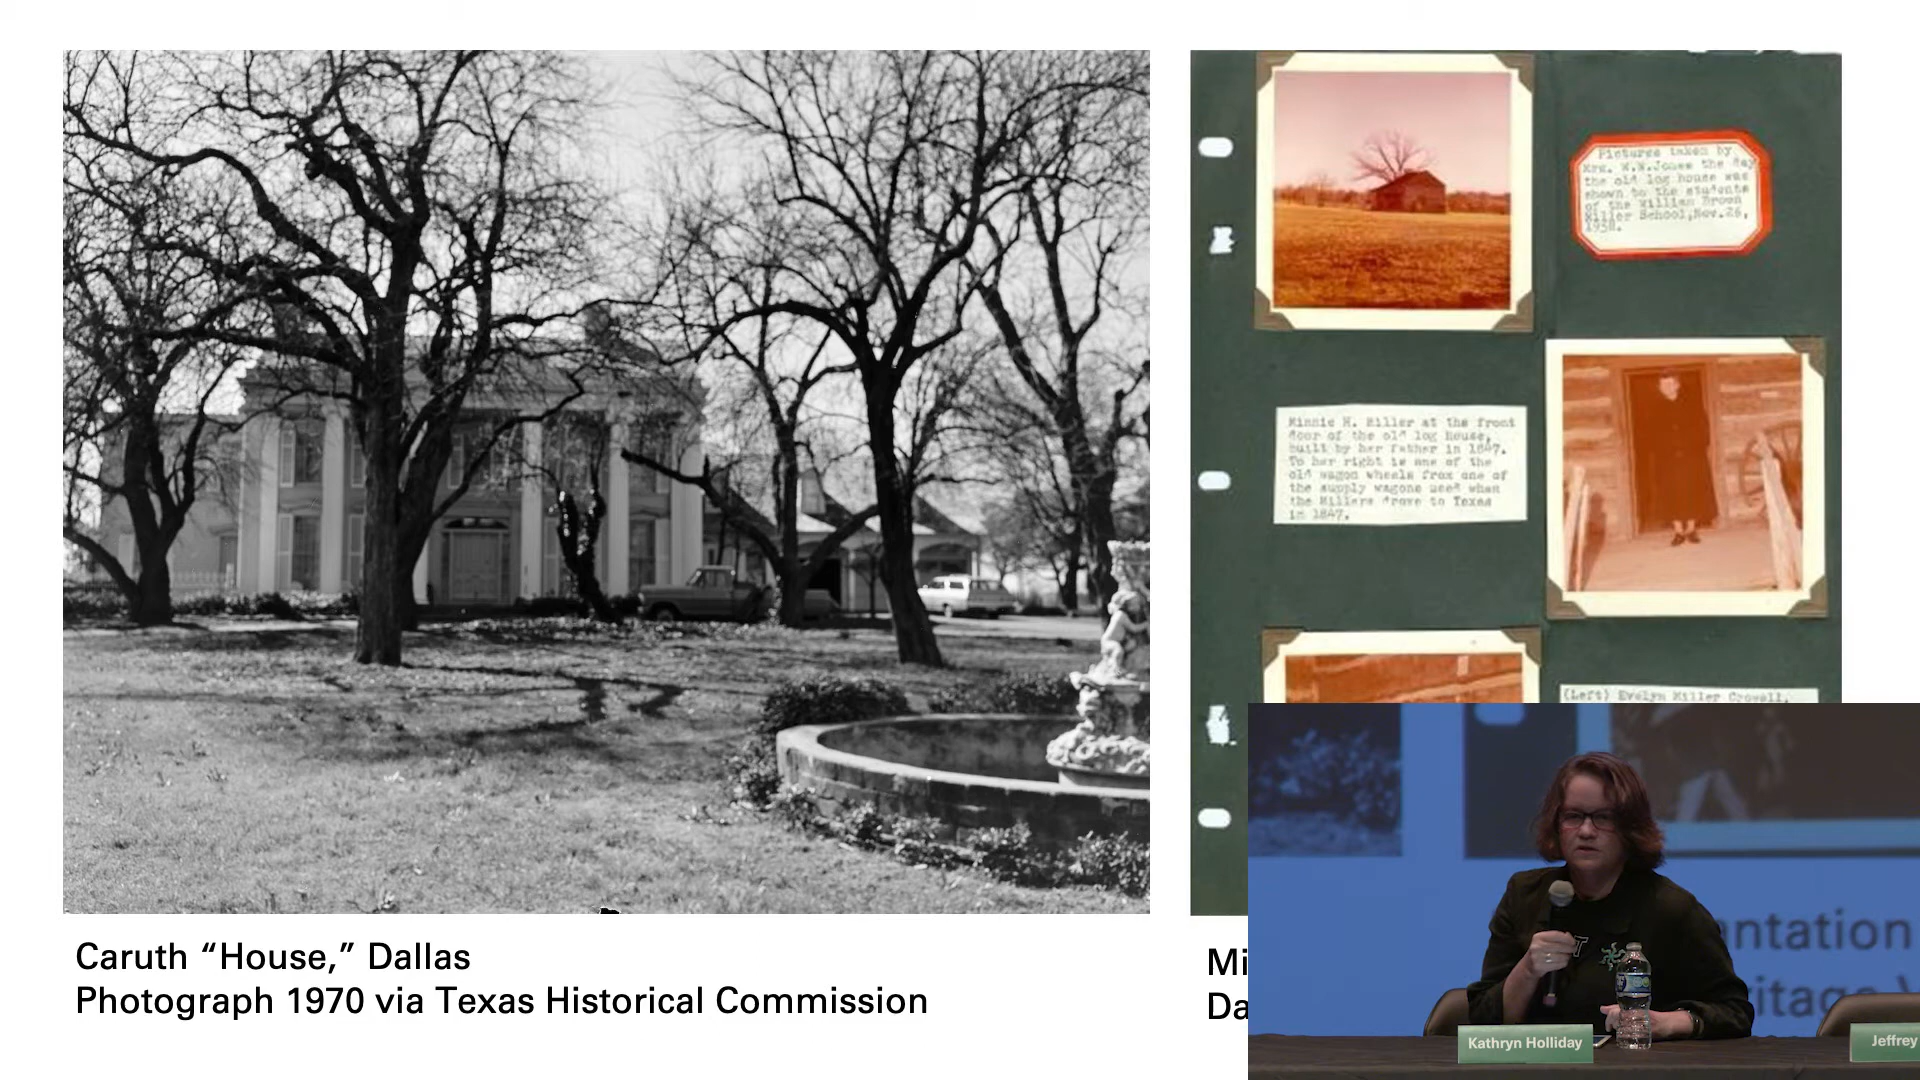 Pictures taken by
Mrs. W.W.Jones the day
the old log house was
shown to the students
of the William Brown
Miller School,Nov.26,
1958.
Minnie H. Miller at the front
door of the old log house,
built by her father in 1847.
To her right is one of the
old wagon wheels from one of
the supply wagons used when
the Millers drove to Texas
in 1847.
(Left) Evelyn Miller Crowell,
Caruth “House,” Dallas
Photograph 1970 via Texas Historical Commission
Mi
Da
antation
ritage V
Kathryn Holliday
Jeffrey